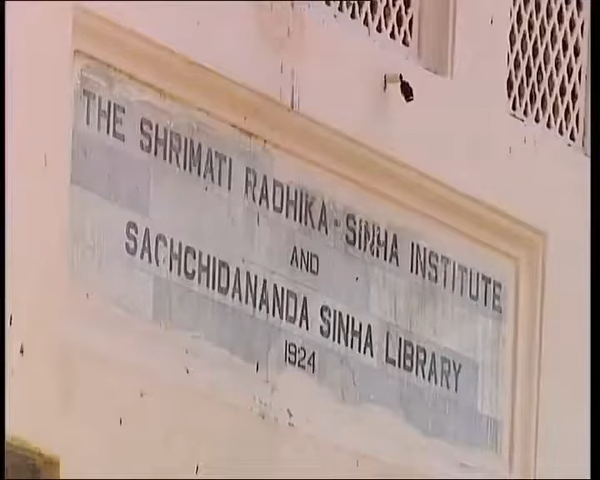 THE SHRIMATI RADHIKA-SINHA INSTITUTE
AND
SACHCHIDANANDA SINHA LIBRARY
1924